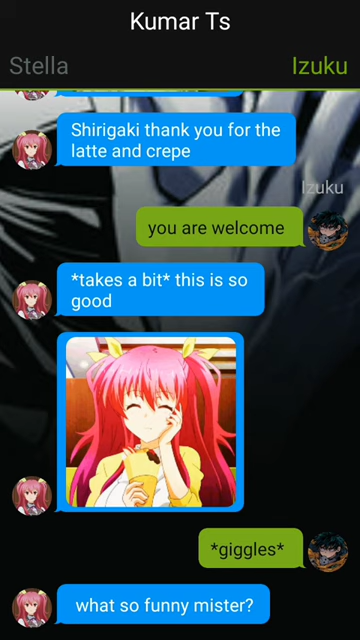 Kumar Ts
Stella
Izuku
Shirigaki thank you for the
latte and crepe
Izuku
you are welcome
*takes a bit* this is so
good
*giggles*
what so funny mister?